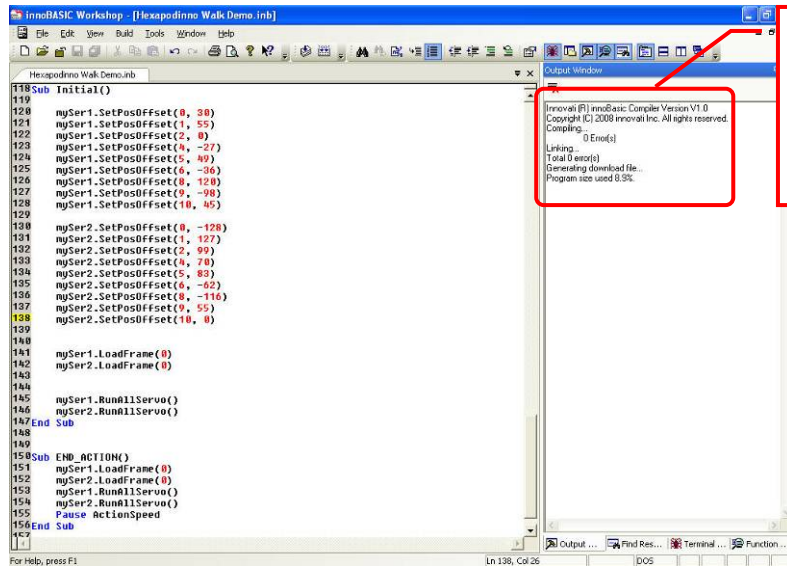 innoBASIC Workshop - [Hexapodinno Walk Demo.inb]
File Edit View Build Tools Window Help
Hexapodinno Walk Demo.inb
118 Sub Initial()
119
120 mySer1.SetPosOffset(0, 30)
121 mySer1.SetPosOffset(1, 55)
122 mySer1.SetPosOffset(2, 0)
123 mySer1.SetPosOffset(4, -27)
124 mySer1.SetPosOffset(5, 49)
125 mySer1.SetPosOffset(6, -36)
126 mySer1.SetPosOffset(8, 120)
127 mySer1.SetPosOffset(9, -98)
128 mySer1.SetPosOffset(10, 45)
129
130 mySer2.SetPosOffset(0, -128)
131 mySer2.SetPosOffset(1, 127)
132 mySer2.SetPosOffset(2, 99)
133 mySer2.SetPosOffset(4, 70)
134 mySer2.SetPosOffset(5, 83)
135 mySer2.SetPosOffset(6, -62)
136 mySer2.SetPosOffset(8, -116)
137 mySer2.SetPosOffset(9, 55)
138 mySer2.SetPosOffset(10, 0)
139
140
141 mySer1.LoadFrame(0)
142 mySer2.LoadFrame(0)
143
144
145 mySer1.RunAllServo()
146 mySer2.RunAllServo()
147 End Sub
148
149
150 Sub END_ACTION()
151 mySer1.LoadFrame(0)
152 mySer2.LoadFrame(0)
153 mySer1.RunAllServo()
154 mySer2.RunAllServo()
155 Pause ActionSpeed
156 End Sub
157
Output Window
Innovati (R) innoBasic Compiler Version V1.0
Copyright (C) 2008 innovati Inc. All rights reserved.
Compiling...
0 Error(s)
Linking...
Total 0 error(s)
Generating download file...
Program size used 8.9%.
Output ... Find Res... Terminal ... Function ...
For Help, press F1 Ln 138, Col 26 DOS